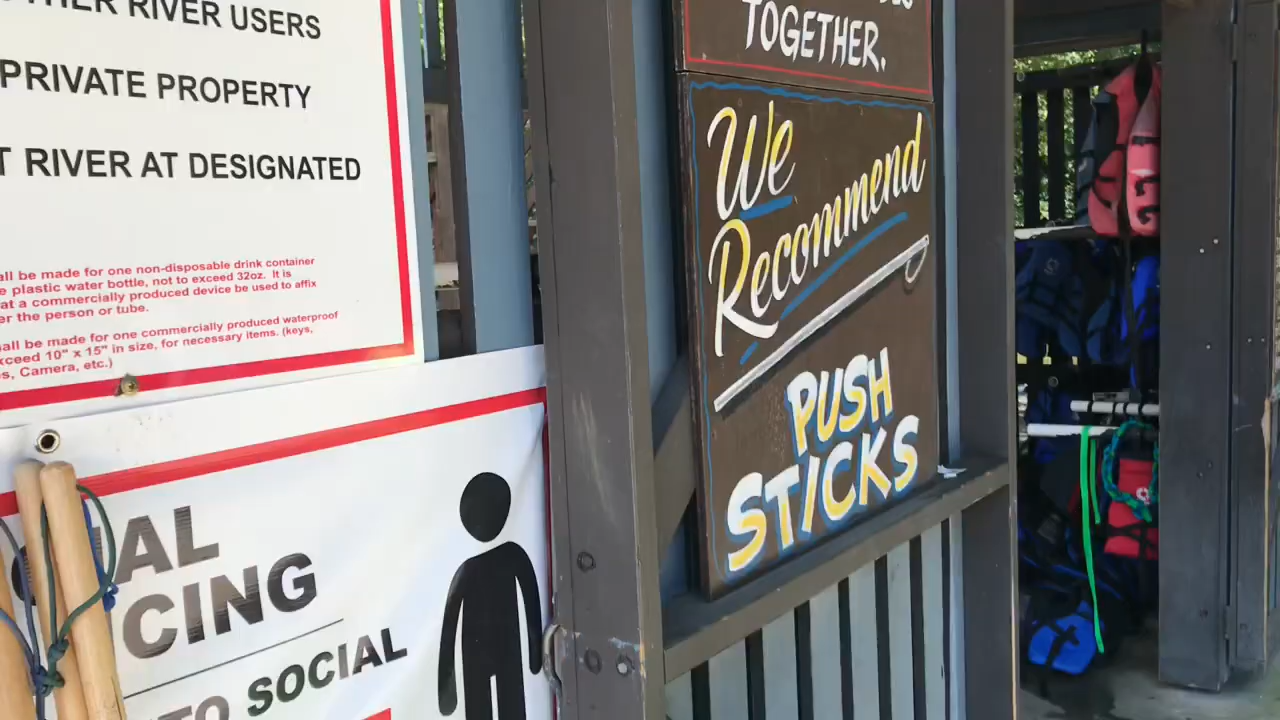 THER RIVER USERS
PRIVATE PROPERTY
T RIVER AT DESIGNATED
all be made for one non-disposable drink container
e plastic water bottle, not to exceed 32oz. It is
at a commercially produced device be used to affix
er the person or tube.
all be made for one commercially produced waterproof
xceed 10" x 15" in size, for necessary items. (keys,
s, Camera, etc.)
IAL
CING
TO SOCIAL
TOGETHER.
We
Recommend
PUSH
STICKS